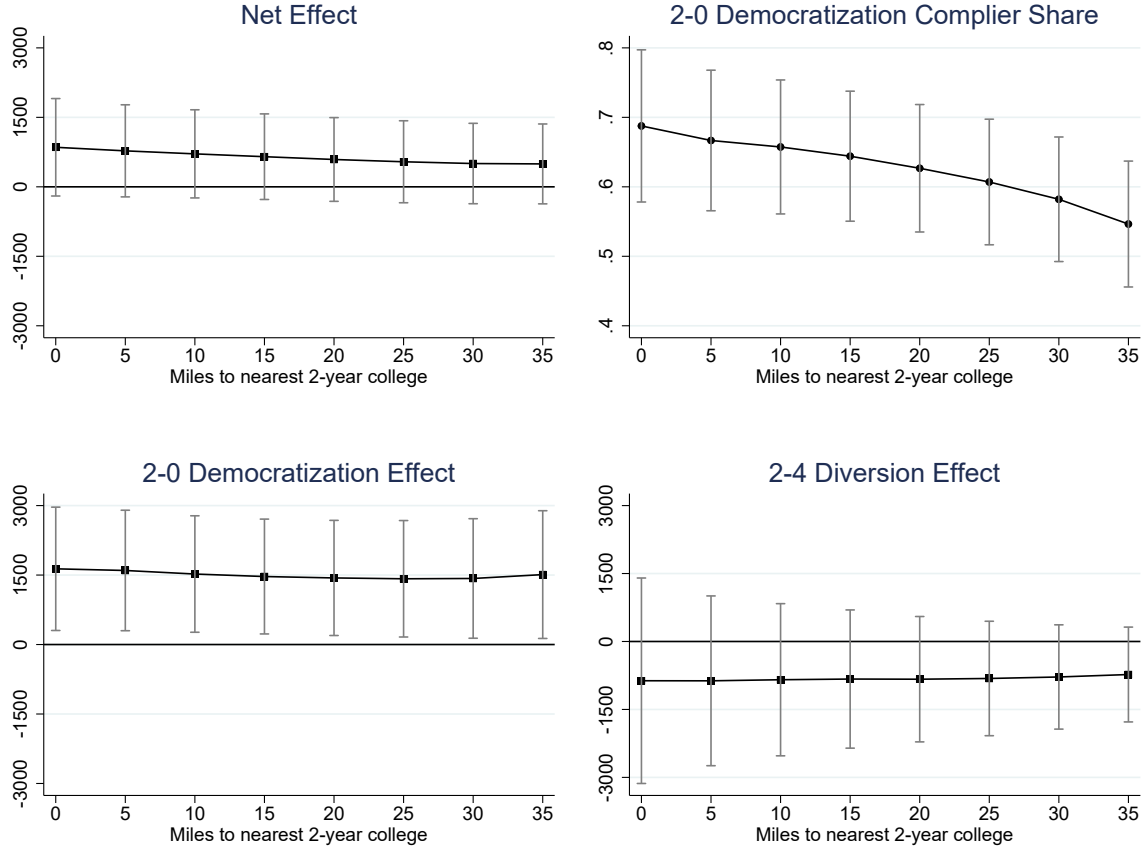 Net Effect
3000
1500
0
-1500
-3000
0 5 10 15 20 25 30 35
Miles to nearest 2-year college
2-0 Democratization Complier Share
.8
.7
.6
.5
.4
0 5 10 15 20 25 30 35
Miles to nearest 2-year college
2-0 Democratization Effect
3000
1500
0
-1500
-3000
0 5 10 15 20 25 30 35
Miles to nearest 2-year college
2-4 Diversion Effect
3000
1500
0
-1500
-3000
0 5 10 15 20 25 30 35
Miles to nearest 2-year college